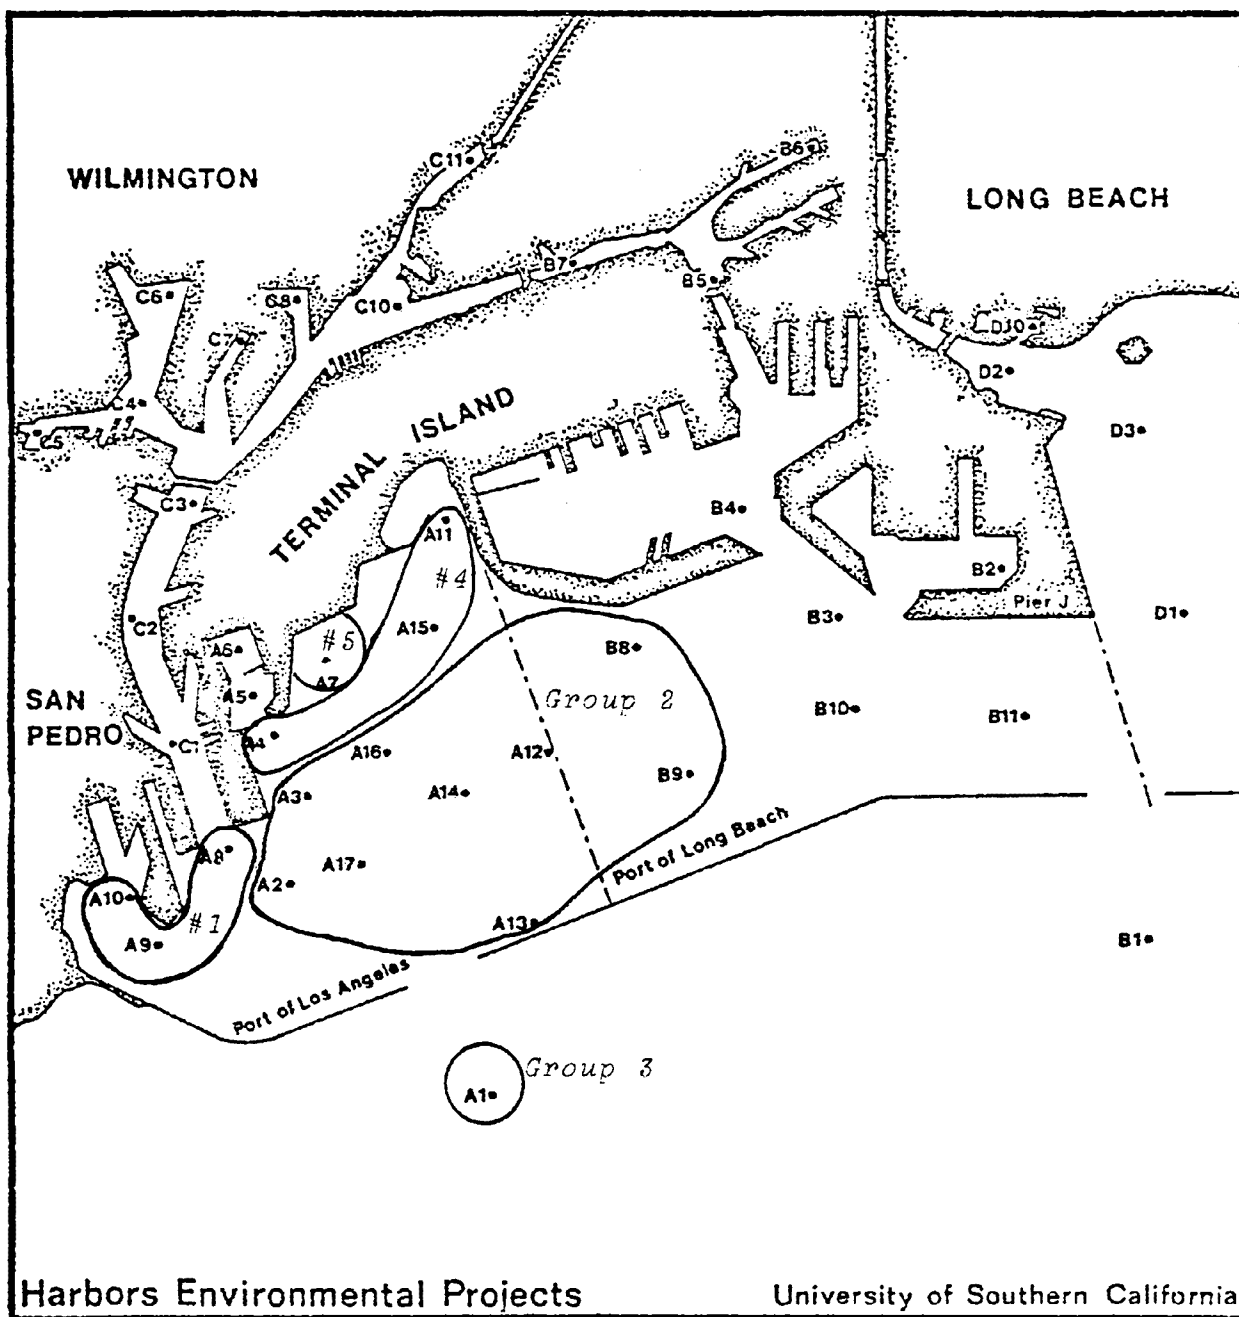 B6
C11
WILMINGTON
LONG BEACH
B7
B5
C6
C8
C10
C7
D10
D2
C4
C5
D3
TERMINAL ISLAND
C3
B4
A11
#4
B2
Pier J
C2
A15
B3
D1
#5
A6
B8
A7
SAN
PEDRO
A5
Group 2
B10
B11
C1
A4
A16
A12
B9
A3
A14
A8
A17
Port of Long Beach
A2
A10
#1
A13
A9
B1
Port of Los Angeles
Group 3
A1
Harbors Environmental Projects
University of Southern California